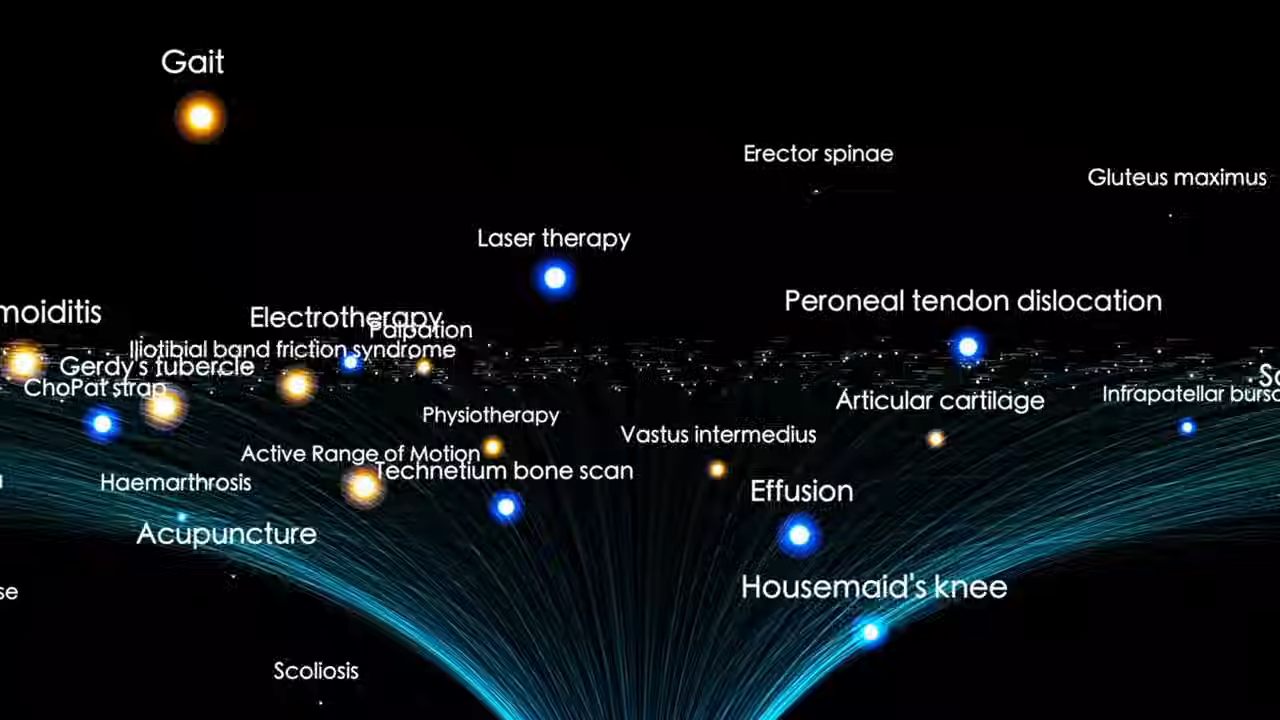 Gait
Erector spinae
Gluteus maximus
Laser therapy
Peroneal tendon dislocation
moiditis
Electrotherapy
Palpation
Iliotibial band friction syndrome
Gerdy's tubercle
ChoPat strap
Articular cartilage
Infrapatellar bursa
Physiotherapy
Vastus intermedius
Active Range of Motion
Technetium bone scan
Haemarthrosis
Effusion
Acupuncture
Housemaid's knee
se
Scoliosis